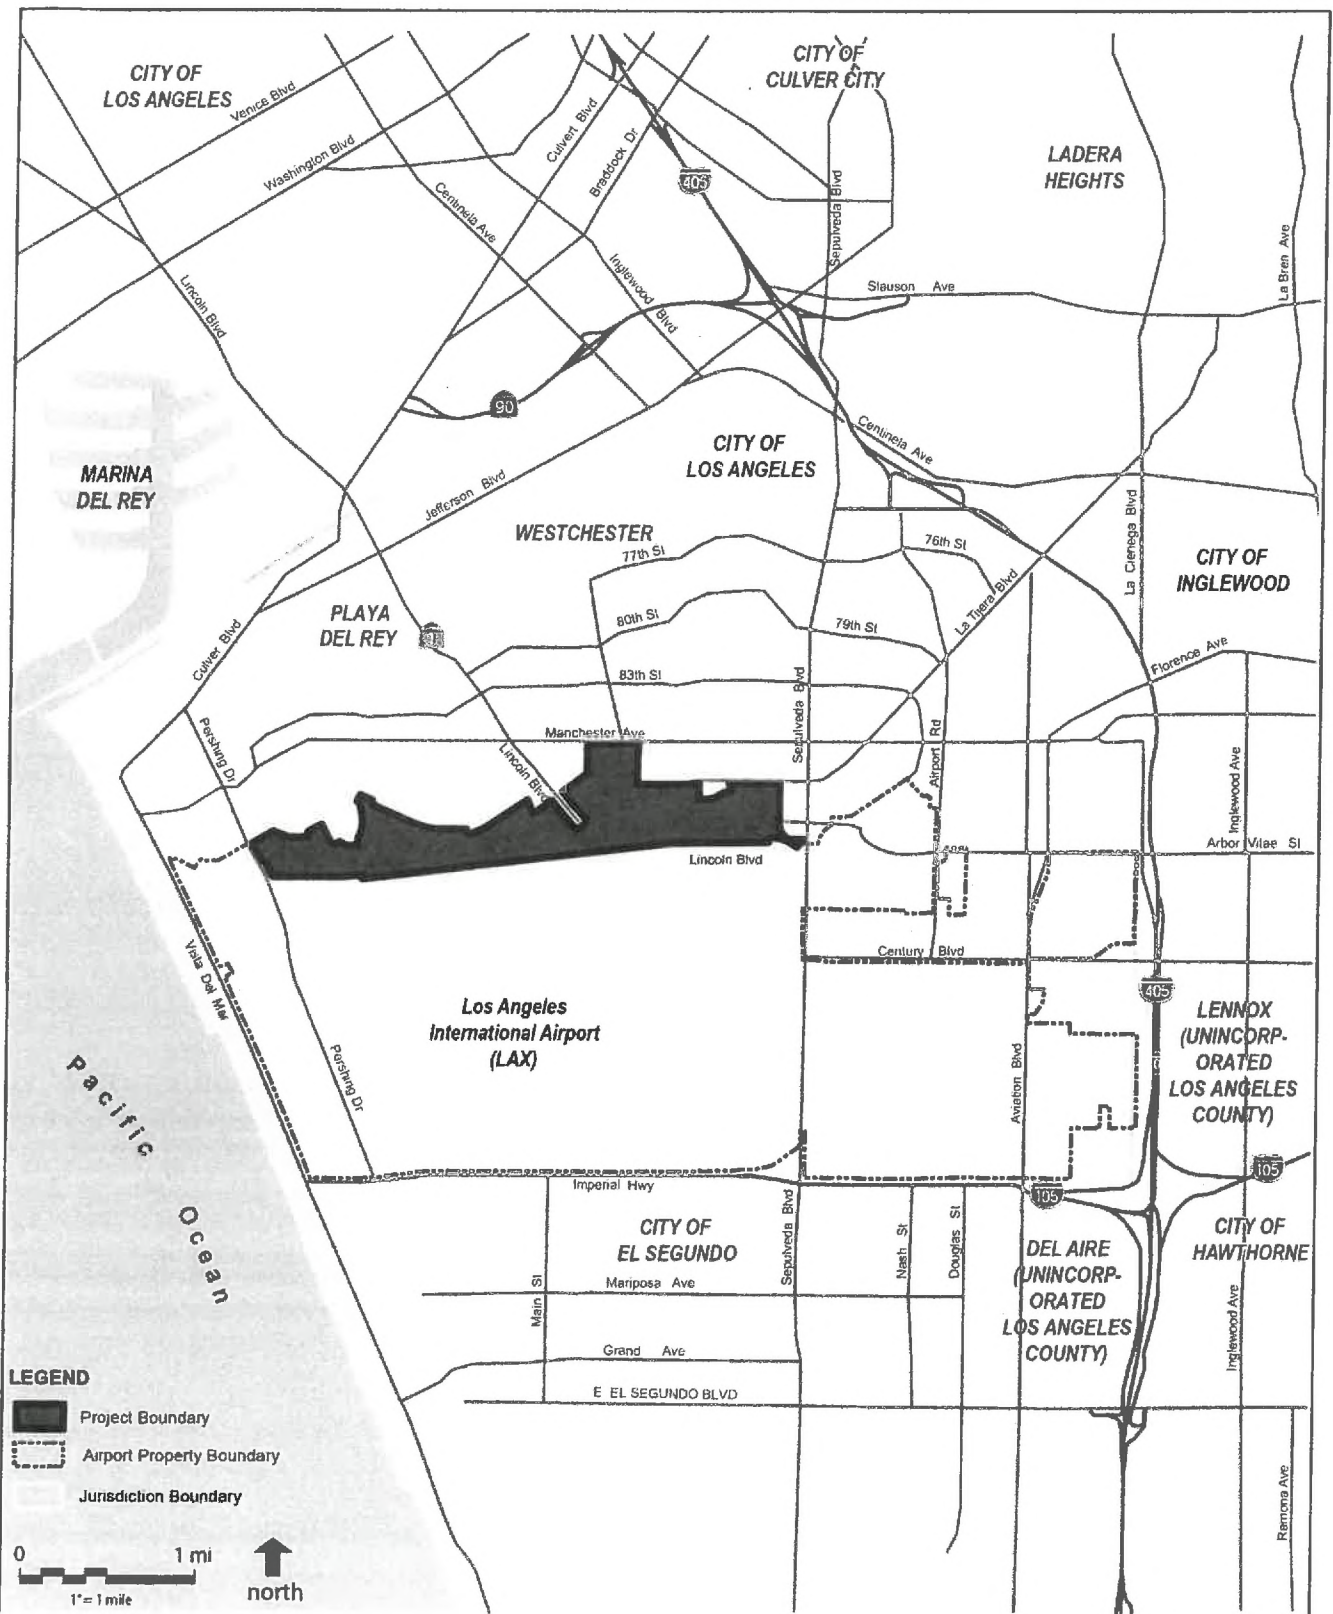 CITY OF
LOS ANGELES
Venice Blvd
Washington Blvd
Culvert Blvd
Braddock Dr
CITY OF
CULVER CITY
405
LADERA
HEIGHTS
Centinela Ave
Sepulveda Blvd
Inglewood Blvd
Lincoln Blvd
Slauson Ave
La Bren Ave
90
MARINA
DEL REY
CITY OF
LOS ANGELES
Centinela Ave
Jefferson Blvd
WESTCHESTER
77th St
76th St
La Cienega Blvd
CITY OF
INGLEWOOD
PLAYA
DEL REY
1
80th St
79th St
La Tijera Blvd
Culver Blvd
83th St
Florence Ave
Pershing Dr
Manchester Ave
Lincoln Blvd
Sepulveda Blvd
Airport Rd
Inglewood Ave
Lincoln Blvd
Arbor Vitae St
Vista Del Mar
Century Blvd
405
Los Angeles
International Airport
(LAX)
LENNOX
(UNINCORP-
ORATED
LOS ANGELES
COUNTY)
Pacific
Ocean
Pershing Dr
Aviation Blvd
Imperial Hwy
105
105
CITY OF
EL SEGUNDO
Sepulveda Blvd
Nash St
Douglas St
DEL AIRE
(UNINCORP-
ORATED
LOS ANGELES
COUNTY)
CITY OF
HAWTHORNE
Main St
Mariposa Ave
Inglewood Ave
Grand Ave
E EL SEGUNDO BLVD
Ramona Ave
LEGEND
Project Boundary
Airport Property Boundary
Jurisdiction Boundary
0 1 mi
1"= 1 mile
north